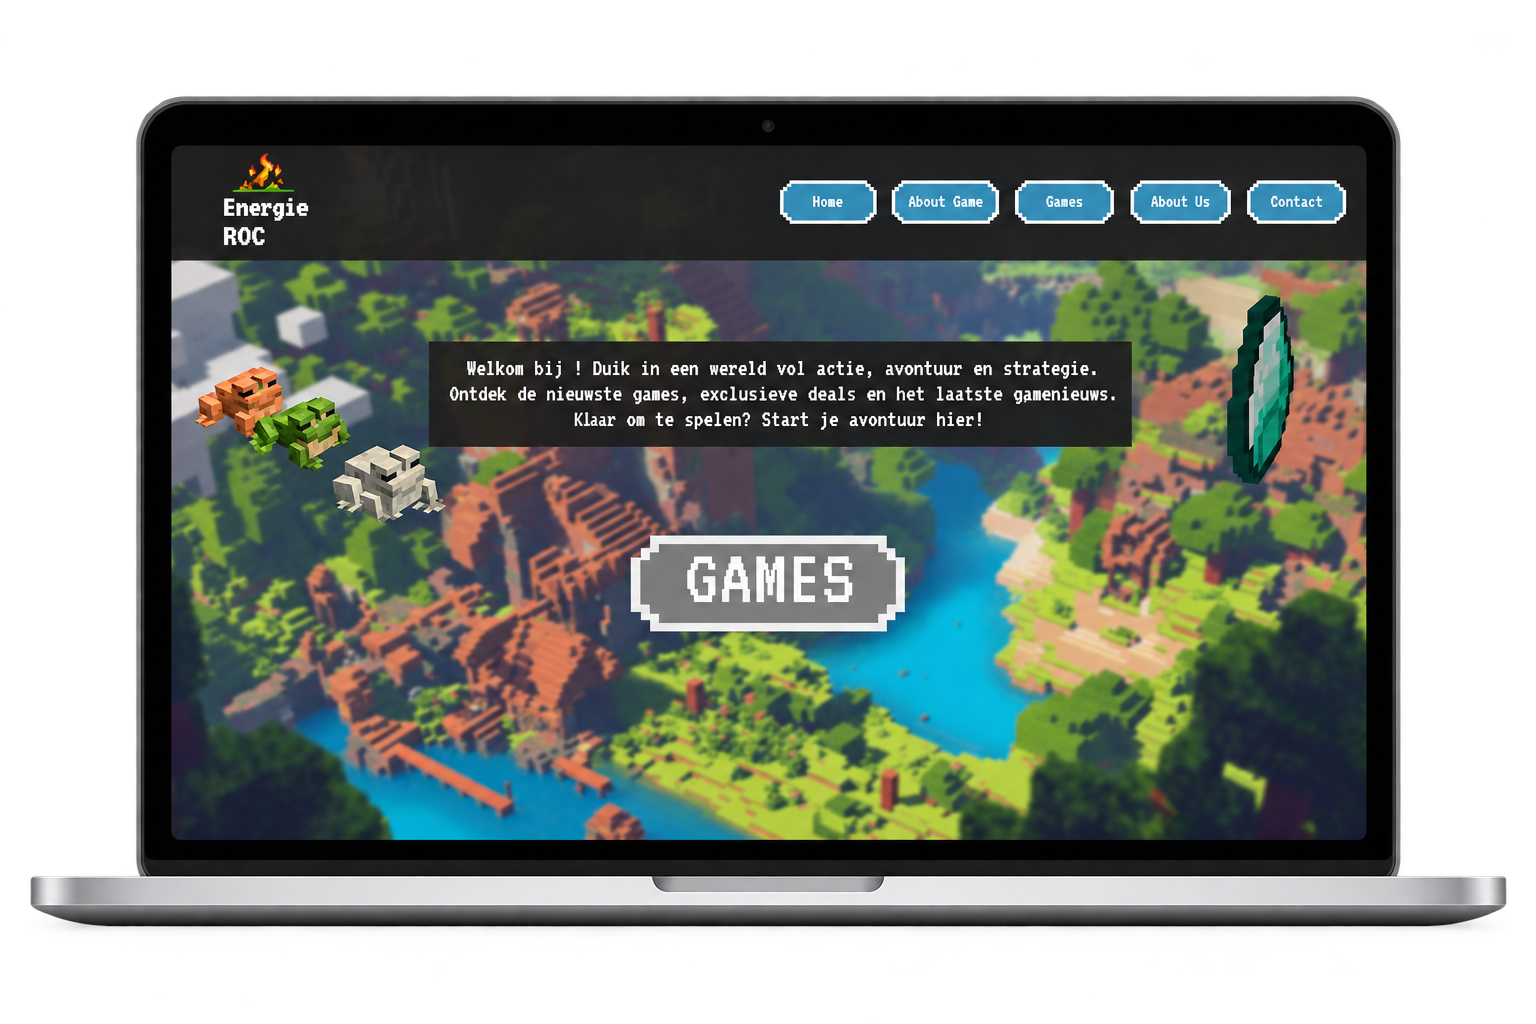 Energie
ROC
Home
About Game
Games
About Us
Contact
Welkom bij ! Duik in een wereld vol actie, avontuur en strategie.
Ontdek de nieuwste games, exclusieve deals en het laatste gamenieuws.
Klaar om te spelen? Start je avontuur hier!
GAMES